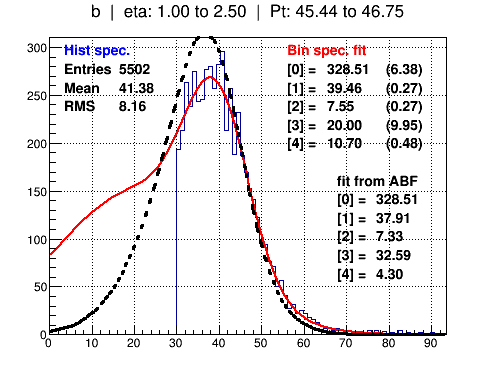 b | eta: 1.00 to 2.50 | Pt: 45.44 to 46.75
Hist spec.
Entries 5502
Mean 41.38
RMS 8.16
Bin spec. fit
[0] = 328.51 (6.38)
[1] = 39.46 (0.27)
[2] = 7.55 (0.27)
[3] = 20.00 (9.95)
[4] = 10.70 (0.48)
fit from ABF
[0] = 328.51
[1] = 37.91
[2] = 7.33
[3] = 32.59
[4] = 4.30
300
250
200
150
100
50
0
0 10 20 30 40 50 60 70 80 90